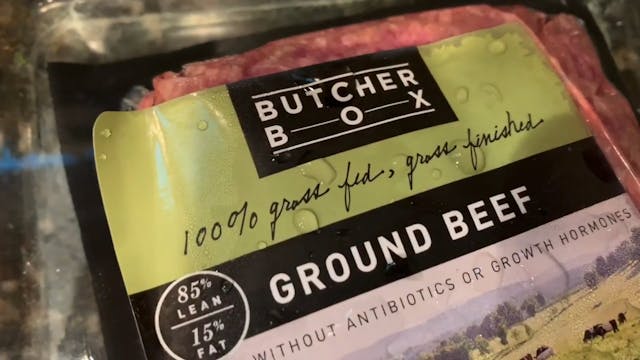 BUTCHER
BOX
100% grass fed, grass finished
GROUND BEEF
85%
LEAN
15%
FAT
WITHOUT ANTIBIOTICS OR GROWTH HORMONES